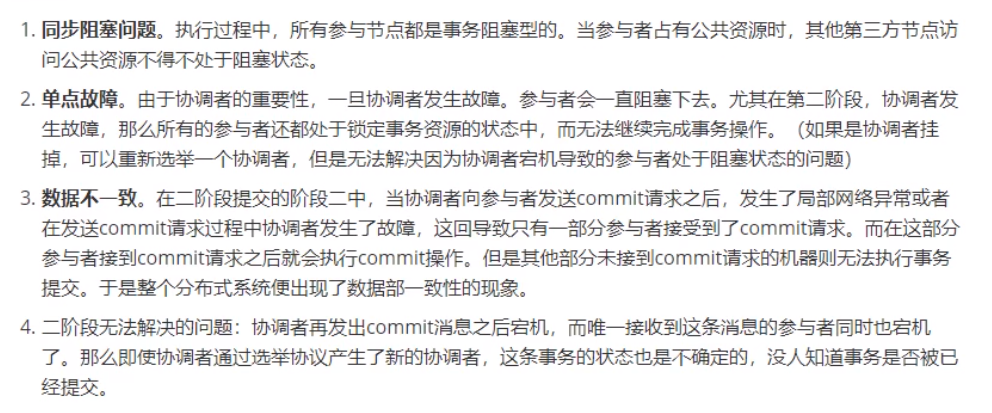 1. 同步阻塞问题。执行过程中，所有参与节点都是事务阻塞型的。当参与者占有公共资源时，其他第三方节点访
问公共资源不得不处于阻塞状态。
2. 单点故障。由于协调者的重要性，一旦协调者发生故障。参与者会一直阻塞下去。尤其在第二阶段，协调者发
生故障，那么所有的参与者还都处于锁定事务资源的状态中，而无法继续完成事务操作。（如果是协调者挂
掉，可以重新选举一个协调者，但是无法解决因为协调者宕机导致的参与者处于阻塞状态的问题）
3. 数据不一致。在二阶段提交的阶段二中，当协调者向参与者发送commit请求之后，发生了局部网络异常或者
在发送commit请求过程中协调者发生了故障，这回导致只有一部分参与者接受到了commit请求。而在这部分
参与者接到commit请求之后就会执行commit操作。但是其他部分未接到commit请求的机器则无法执行事务
提交。于是整个分布式系统便出现了数据部一致性的现象。
4. 二阶段无法解决的问题：协调者再发出commit消息之后宕机，而唯一接收到这条消息的参与者同时也宕机
了。那么即使协调者通过选举协议产生了新的协调者，这条事务的状态也是不确定的，没人知道事务是否被已
经提交。